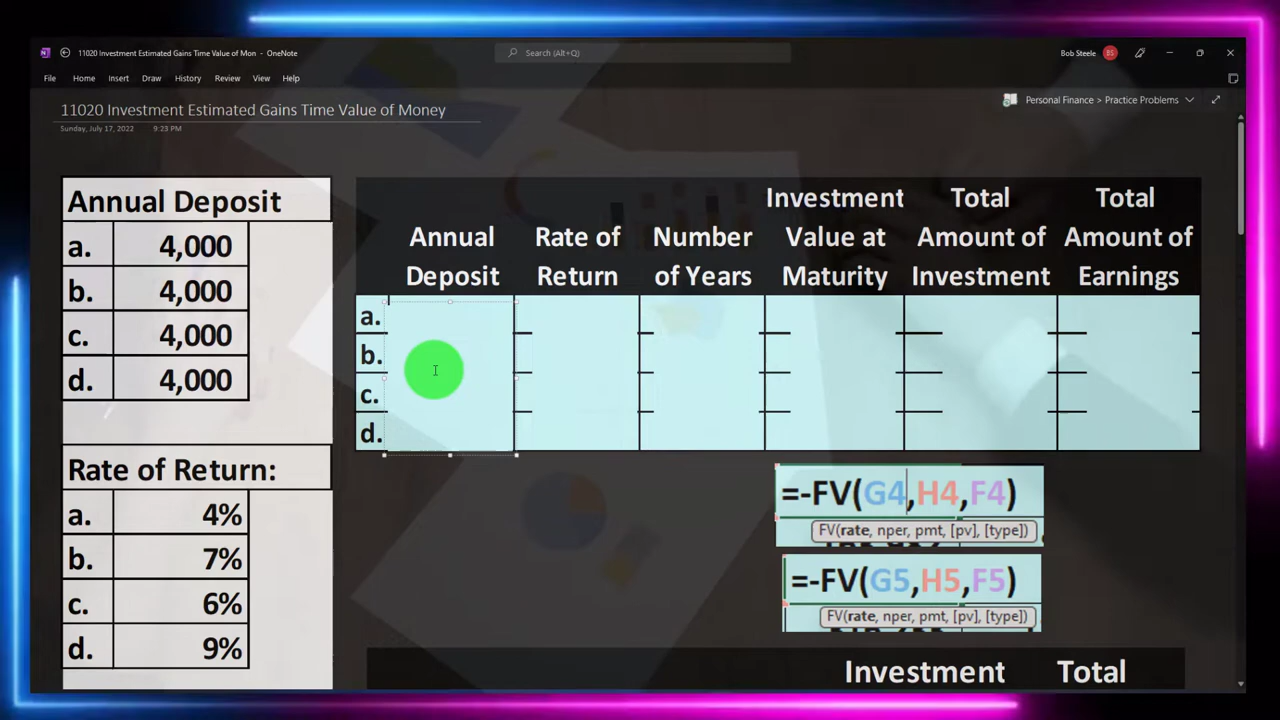 11020 Investment Estimated Gains Time Value of Mon - OneNote
Search (Alt+Q)
Bob Steele
BS
File Home Insert Draw History Review View Help
11020 Investment Estimated Gains Time Value of Money
Personal Finance > Practice Problems
Sunday, July 17, 2022 9:23 PM
Annual Deposit
a. 4,000
b. 4,000
c. 4,000
d. 4,000
Rate of Return:
a. 4%
b. 7%
c. 6%
d. 9%
Investment Total Total
Annual Rate of Number Value at Amount of Amount of
Deposit Return of Years Maturity Investment Earnings
a.
b.
c.
d.
=-FV(G4,H4,F4)
FV(rate, nper, pmt, [pv], [type])
=-FV(G5,H5,F5)
FV(rate, nper, pmt, [pv], [type])
Investment Total